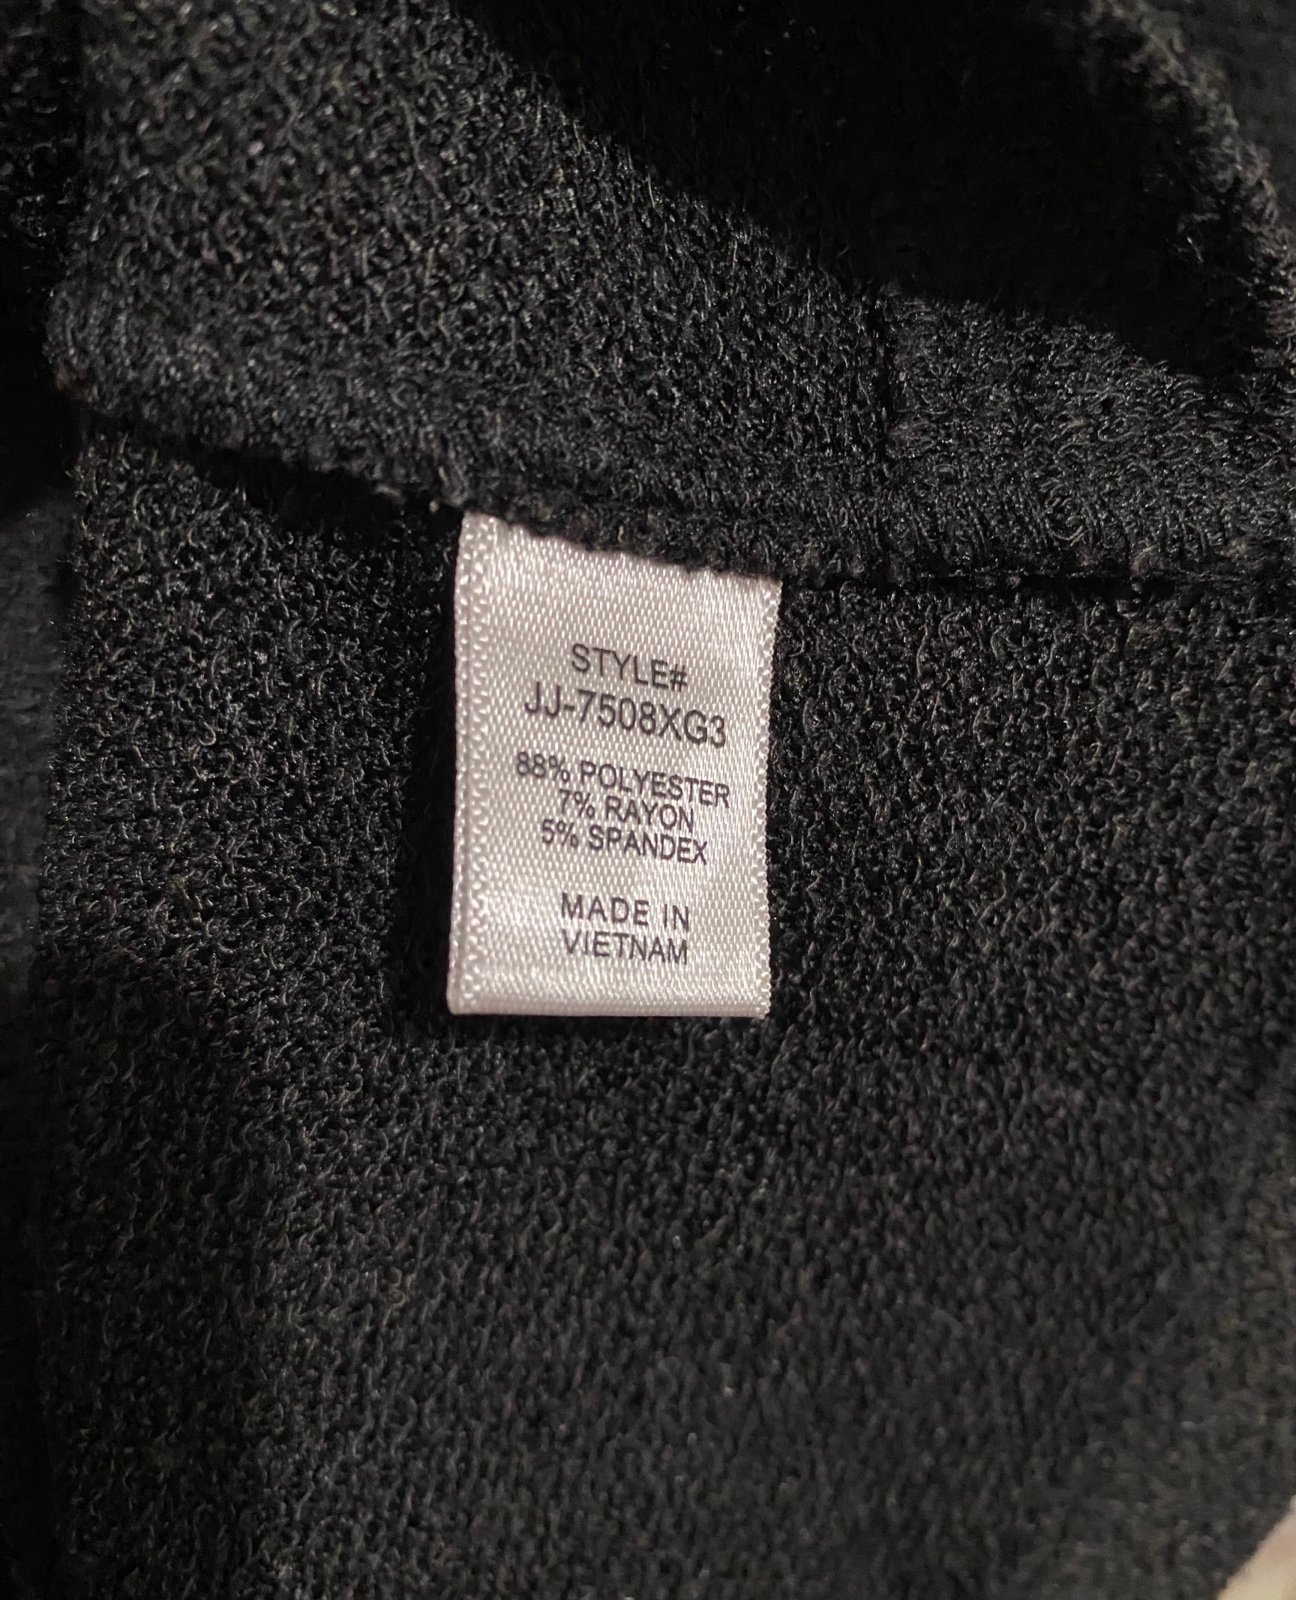 STYLE#
JJ-7508XG3
88% POLYESTER
7% RAYON
5% SPANDEX
MADE IN
VIETNAM